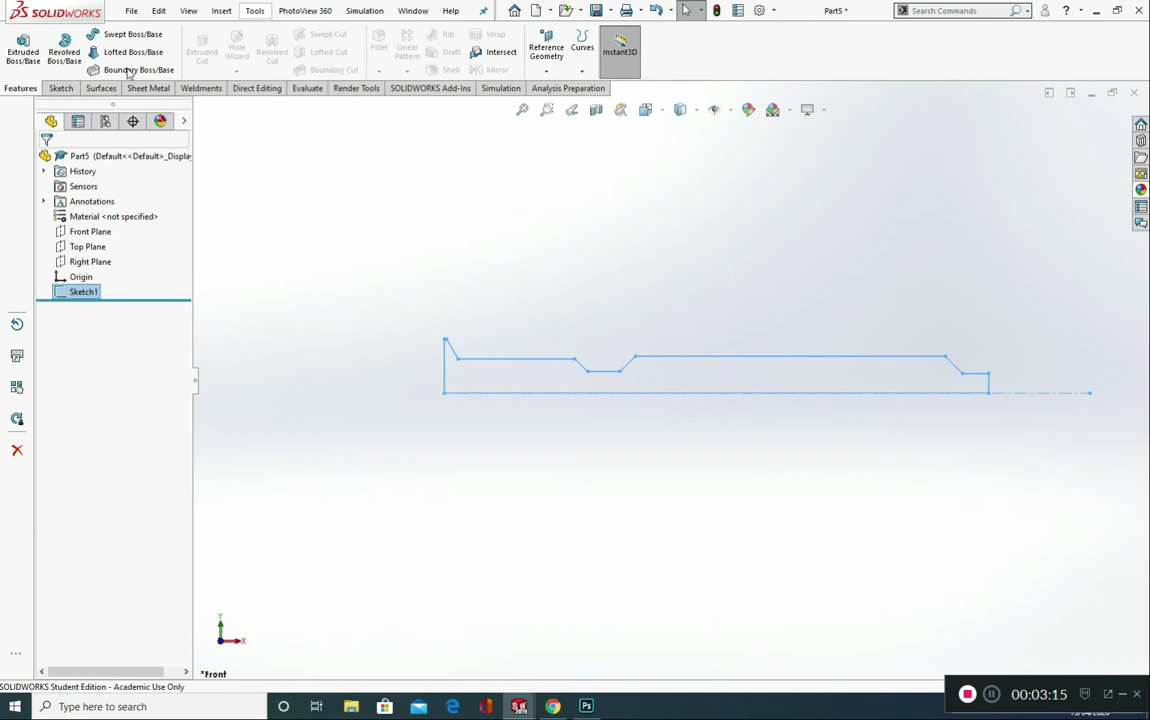 SOLIDWORKS File Edit View Insert Tools PhotoView 360 Simulation Window Help Part5 * Search Commands ?
Extruded Boss/Base
Revolved Boss/Base
Swept Boss/Base
Lofted Boss/Base
Boundary Boss/Base
Extruded Cut
Hole Wizard
Revolved Cut
Swept Cut
Lofted Cut
Boundary Cut
Fillet
Linear Pattern
Rib
Draft
Shell
Wrap
Intersect
Mirror
Reference Geometry
Curves
Instant3D
Features Sketch Surfaces Sheet Metal Weldments Direct Editing Evaluate Render Tools SOLIDWORKS Add-Ins Simulation Analysis Preparation
Part5 (Default<<Default>_Display
History
Sensors
Annotations
Material <not specified>
Front Plane
Top Plane
Right Plane
Origin
Sketch1
Y
X
*Front
SOLIDWORKS Student Edition - Academic Use Only
00:03:15
Type here to search